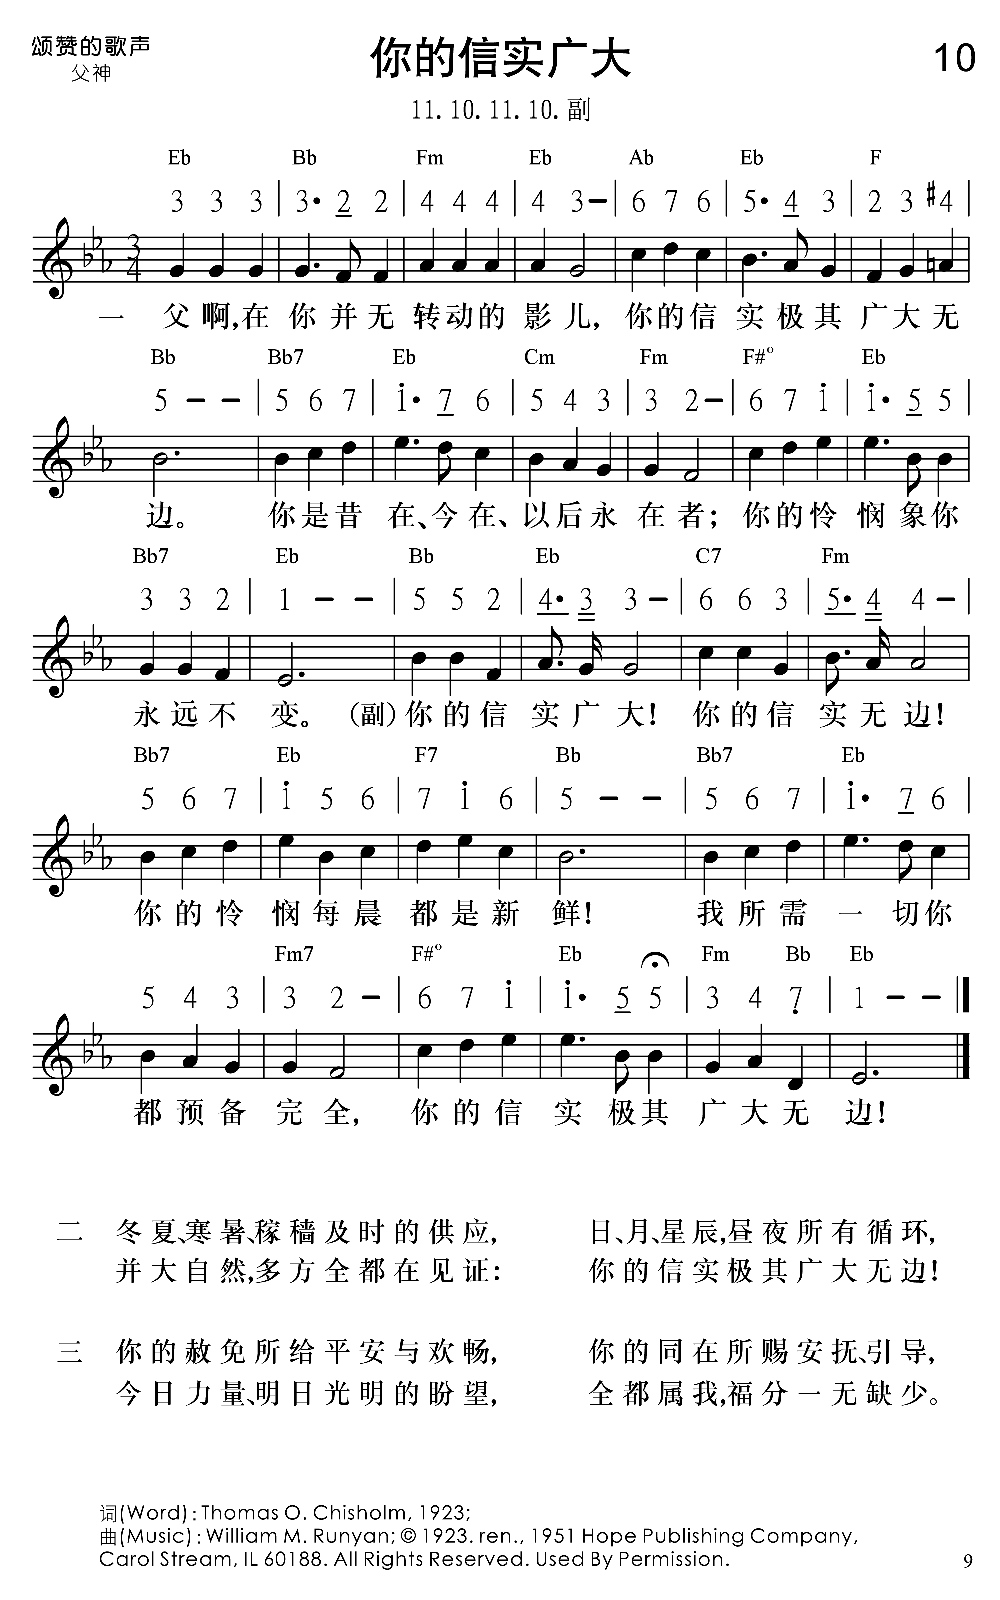 颂赞的歌声
父神
你的信实广大
10
11. 10. 11. 10. 副
Eb Bb Fm Eb Ab Eb F
3 3 3 | 3· 2 2 | 4 4 4 | 4 3– | 6 7 6 | 5· 4 3 | 2 3 #4 |
3/4
一 父啊,在 你并无 转动的 影儿, 你的信 实极其 广大无
Bb Bb7 Eb Cm Fm F#° Eb
5 – – | 5 6 7 | i· 7 6 | 5 4 3 | 3 2– | 6 7 i | i· 5 5 |
边。 你是昔 在、今在、以后永 在者; 你的怜 悯象你
Bb7 Eb Bb Eb C7 Fm
3 3 2 | 1 – – | 5 5 2 | 4· 3 3– | 6 6 3 | 5· 4 4– |
永远不 变。 (副)你的信 实广大! 你的信 实无边!
Bb7 Eb F7 Bb Bb7 Eb
5 6 7 | i 5 6 | 7 i 6 | 5 – – | 5 6 7 | i· 7 6 |
你的怜 悯每晨 都是新 鲜! 我所需 一切你
Fm7 F#° Eb Fm Bb Eb
5 4 3 | 3 2 – | 6 7 i | i· 5 5 | 3 4 7̣ | 1 – – ‖
都预备 完全, 你的信 实极其 广大无 边!
二 冬夏、寒暑、稼穑及时的供应, 日、月、星辰,昼夜所有循环,
并大自然,多方全都在见证: 你的信实极其广大无边!
三 你的赦免所给平安与欢畅, 你的同在所赐安抚、引导,
今日力量、明日光明的盼望, 全都属我,福分一无缺少。
词(Word) : Thomas O. Chisholm, 1923;
曲(Music) : William M. Runyan; © 1923. ren., 1951 Hope Publishing Company,
Carol Stream, IL 60188. All Rights Reserved. Used By Permission.
9